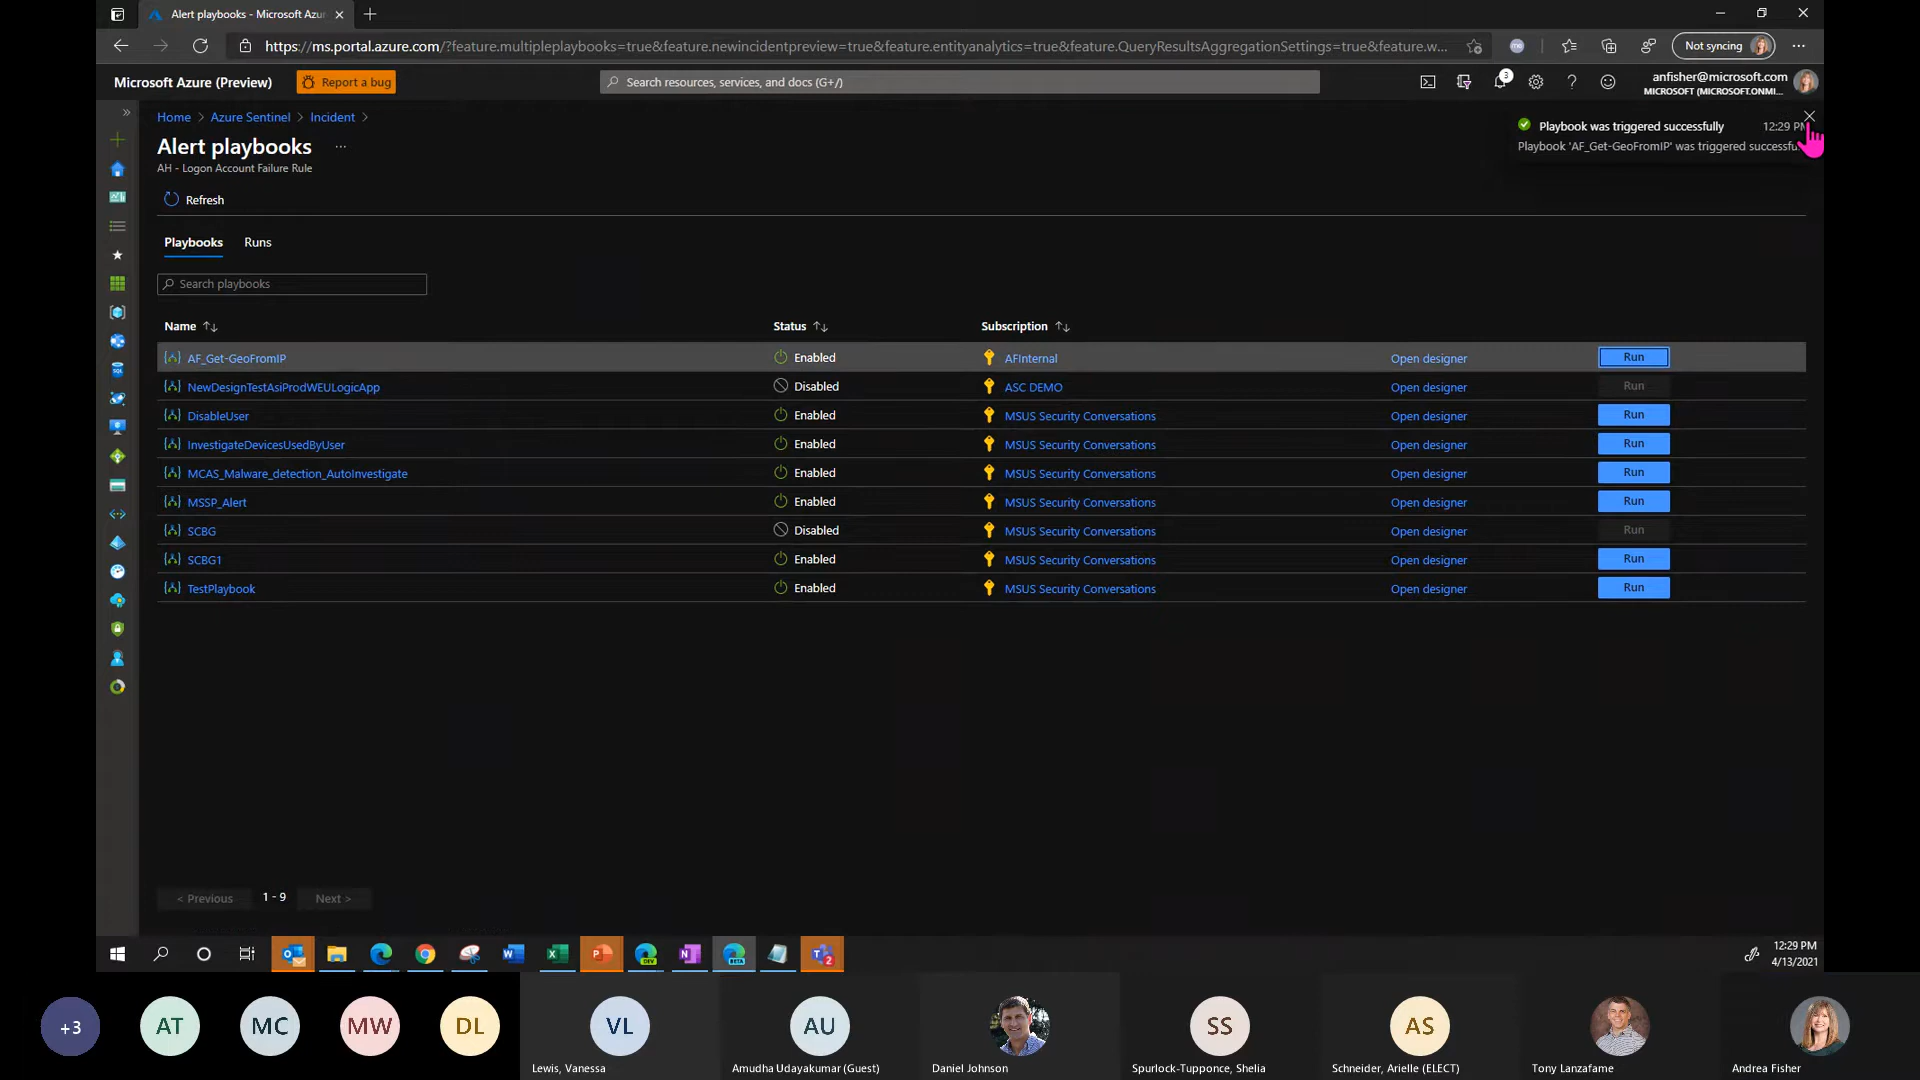 Alert playbooks - Microsoft Azu
https://ms.portal.azure.com/?feature.multipleplaybooks=true&feature.newincidentpreview=true&feature.entityanalytics=true&feature.QueryResultsAggregationSettings=true&feature.w...
Not syncing
Microsoft Azure (Preview)
Report a bug
Search resources, services, and docs (G+/)
3
anfisher@microsoft.com
MICROSOFT (MICROSOFT.ONMI...
Home > Azure Sentinel > Incident >
Alert playbooks ...
AH - Logon Account Failure Rule
Playbook was triggered successfully 12:29 PM
Playbook 'AF_Get-GeoFromIP' was triggered successfu
Refresh
Playbooks Runs
Search playbooks
Name Status Subscription
AF_Get-GeoFromIP Enabled AFInternal Open designer Run
NewDesignTestAsiProdWEULogicApp Disabled ASC DEMO Open designer Run
DisableUser Enabled MSUS Security Conversations Open designer Run
InvestigateDevicesUsedByUser Enabled MSUS Security Conversations Open designer Run
MCAS_Malware_detection_AutoInvestigate Enabled MSUS Security Conversations Open designer Run
MSSP_Alert Enabled MSUS Security Conversations Open designer Run
SCBG Disabled MSUS Security Conversations Open designer Run
SCBG1 Enabled MSUS Security Conversations Open designer Run
TestPlaybook Enabled MSUS Security Conversations Open designer Run
< Previous 1 - 9 Next >
12:29 PM
4/13/2021
+3 AT MC MW DL VL AU SS AS
Lewis, Vanessa Amudha Udayakumar (Guest) Daniel Johnson Spurlock-Tupponce, Shelia Schneider, Arielle (ELECT) Tony Lanzafame Andrea Fisher